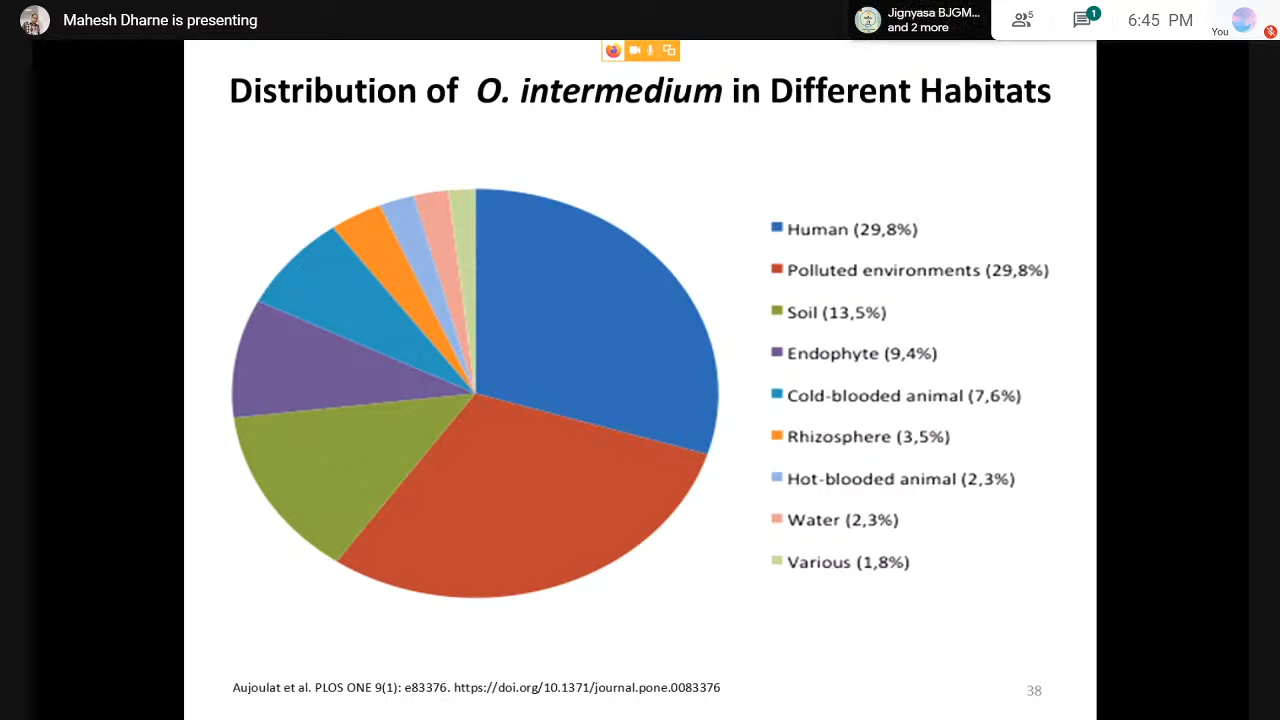 Mahesh Dharne is presenting
Jignyasa BJGM...
and 2 more
5
1
6:45 PM
You
Distribution of O. intermedium in Different Habitats
Human (29,8%)
Polluted environments (29,8%)
Soil (13,5%)
Endophyte (9,4%)
Cold-blooded animal (7,6%)
Rhizosphere (3,5%)
Hot-blooded animal (2,3%)
Water (2,3%)
Various (1,8%)
Aujoulat et al. PLOS ONE 9(1): e83376. https://doi.org/10.1371/journal.pone.0083376
38